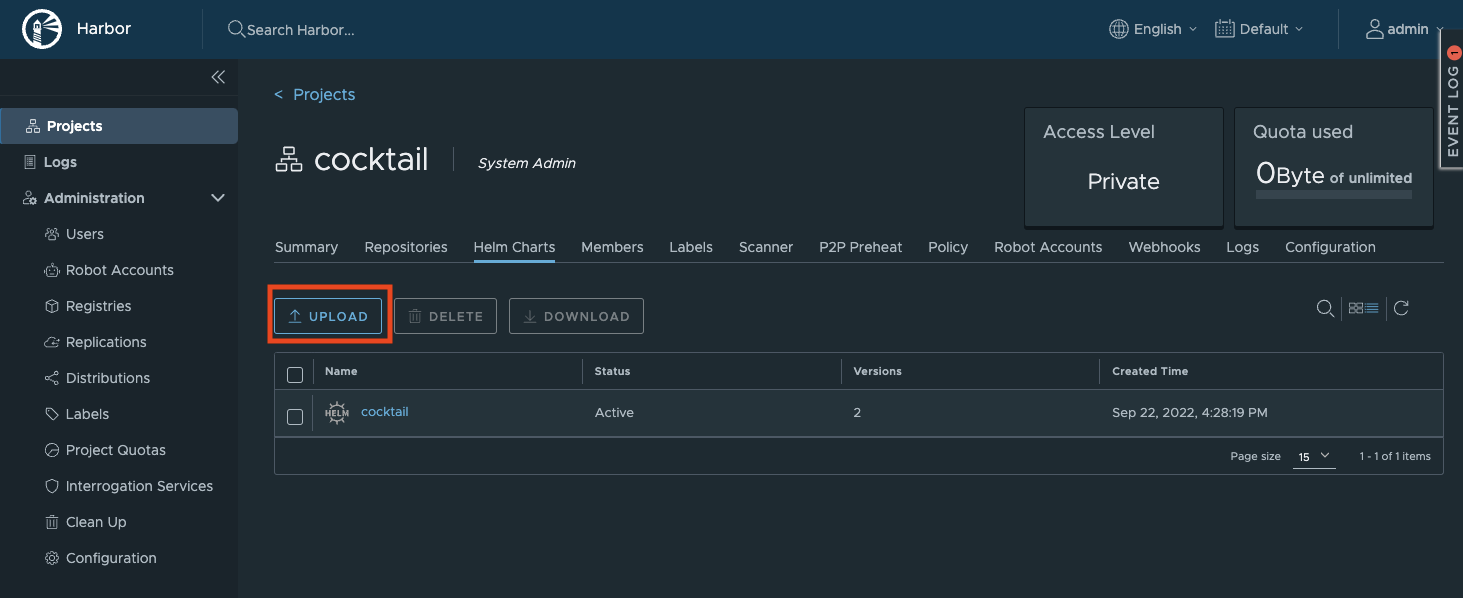 Harbor
Search Harbor...
English
Default
admin
EVENT LOG 1
Projects
Logs
Administration
Users
Robot Accounts
Registries
Replications
Distributions
Labels
Project Quotas
Interrogation Services
Clean Up
Configuration
< Projects
cocktail
System Admin
Access Level
Private
Quota used
0Byte of unlimited
Summary Repositories Helm Charts Members Labels Scanner P2P Preheat Policy Robot Accounts Webhooks Logs Configuration
UPLOAD DELETE DOWNLOAD
Name Status Versions Created Time
HELM cocktail Active 2 Sep 22, 2022, 4:28:19 PM
Page size 15 1 - 1 of 1 items